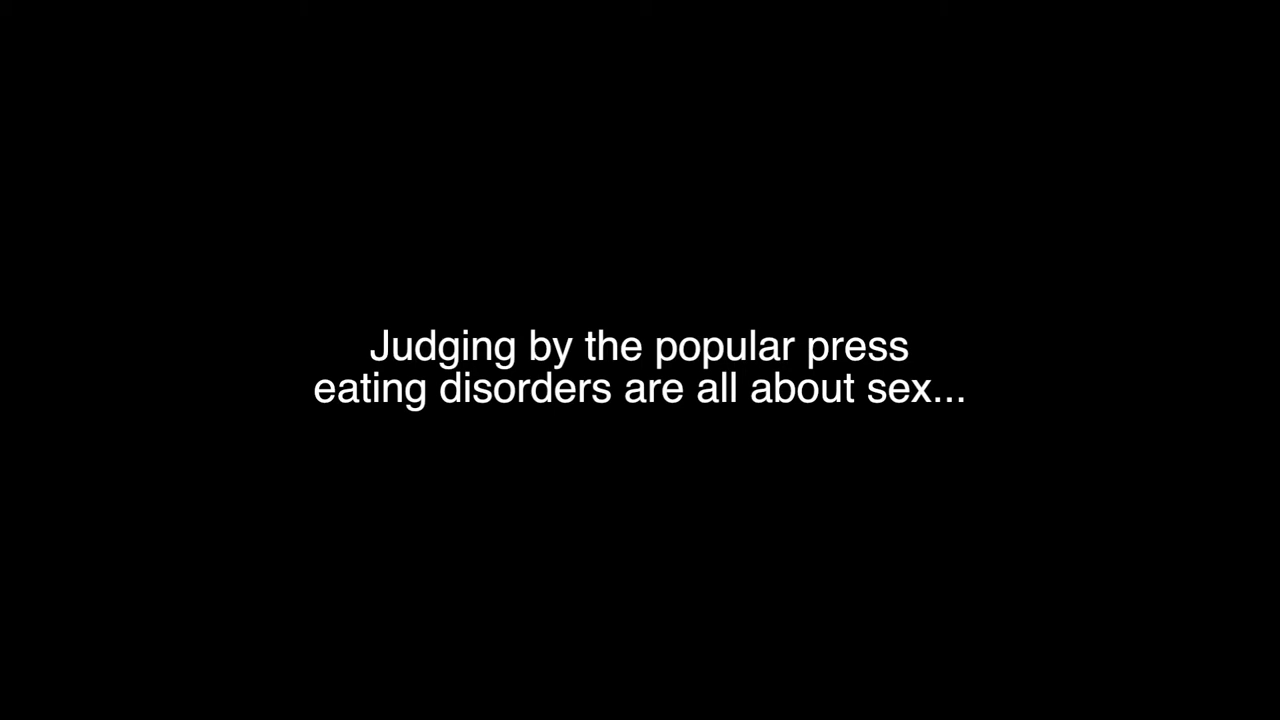 Judging by the popular press
eating disorders are all about sex...